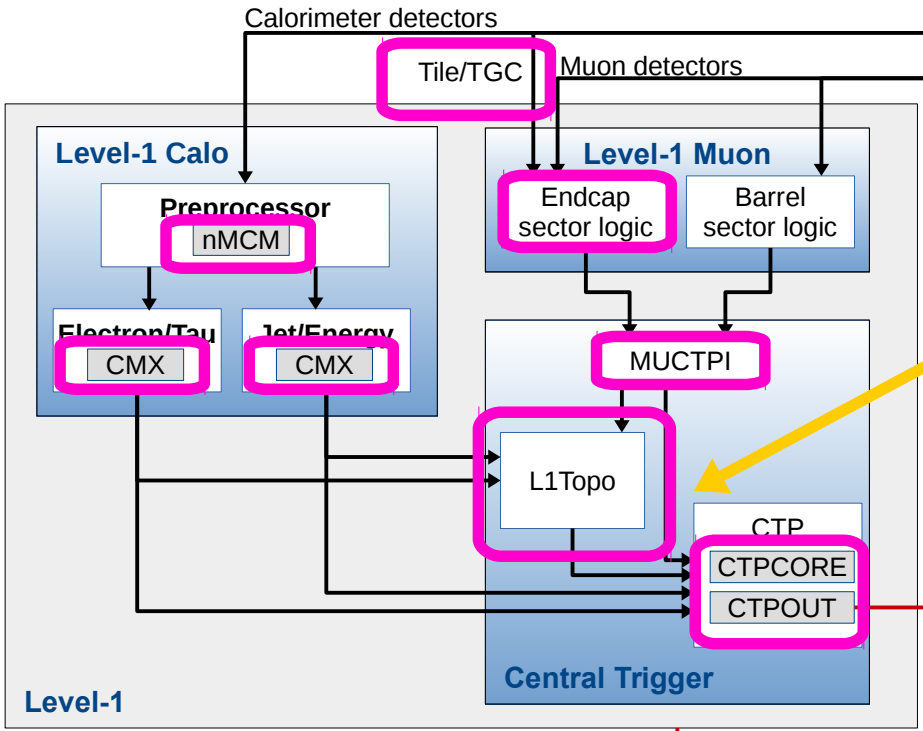 Calorimeter detectors
Tile/TGC
Muon detectors
Level-1 Calo
Level-1 Muon
Preprocessor
nMCM
Endcap
sector logic
Barrel
sector logic
Electron/Tau
CMX
Jet/Energy
CMX
MUCTPI
L1Topo
CTP
CTPCORE
CTPOUT
Central Trigger
Level-1